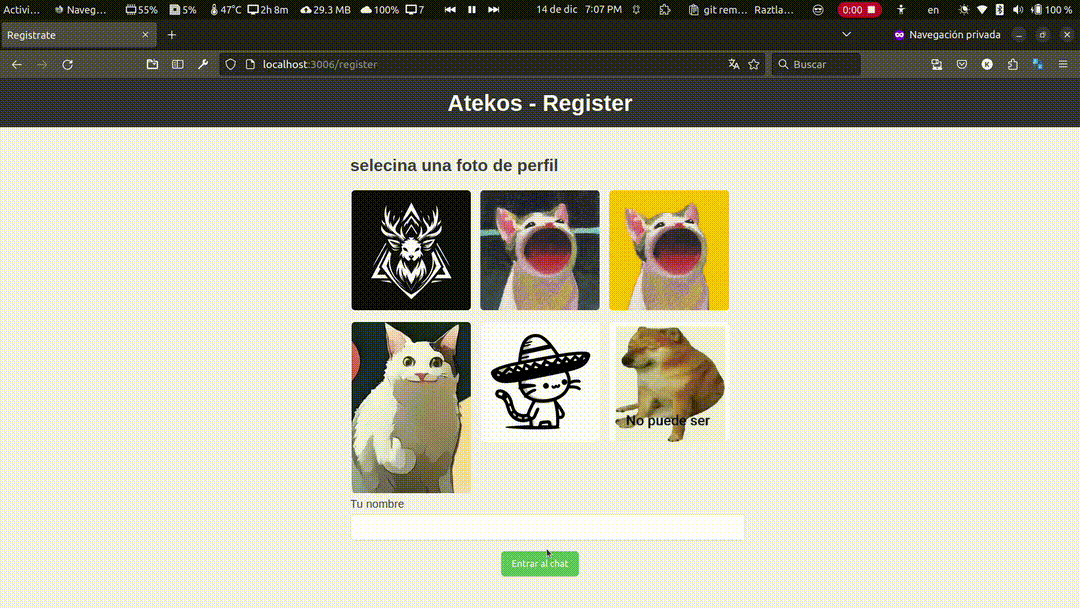 Activi... Naveg... 55% 5% 47°C 2h 8m 29.3 MB 100% 7 14 de dic 7:07 PM git rem... Raztla... 0:00 en 100 %
Registrate Navegación privada
localhost:3006/register Buscar
Atekos - Register
selecina una foto de perfil
No puede ser
Tu nombre
Entrar al chat